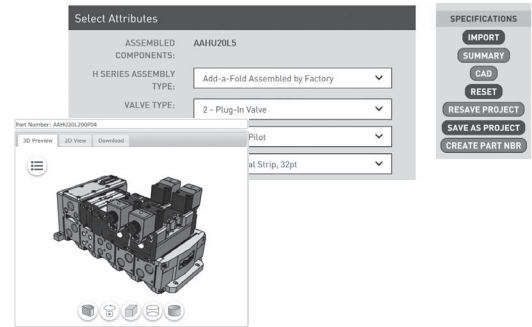 Select Attributes
ASSEMBLED
COMPONENTS:
AAHU20L5
H SERIES ASSEMBLY
TYPE:
Add-a-Fold Assembled by Factory
VALVE TYPE:
2 - Plug-In Valve
Pilot
al Strip, 32pt
Part Number: AAHU20L200P04
3D Preview
2D View
Download
SPECIFICATIONS
IMPORT
SUMMARY
CAD
RESET
RESAVE PROJECT
SAVE AS PROJECT
CREATE PART NBR